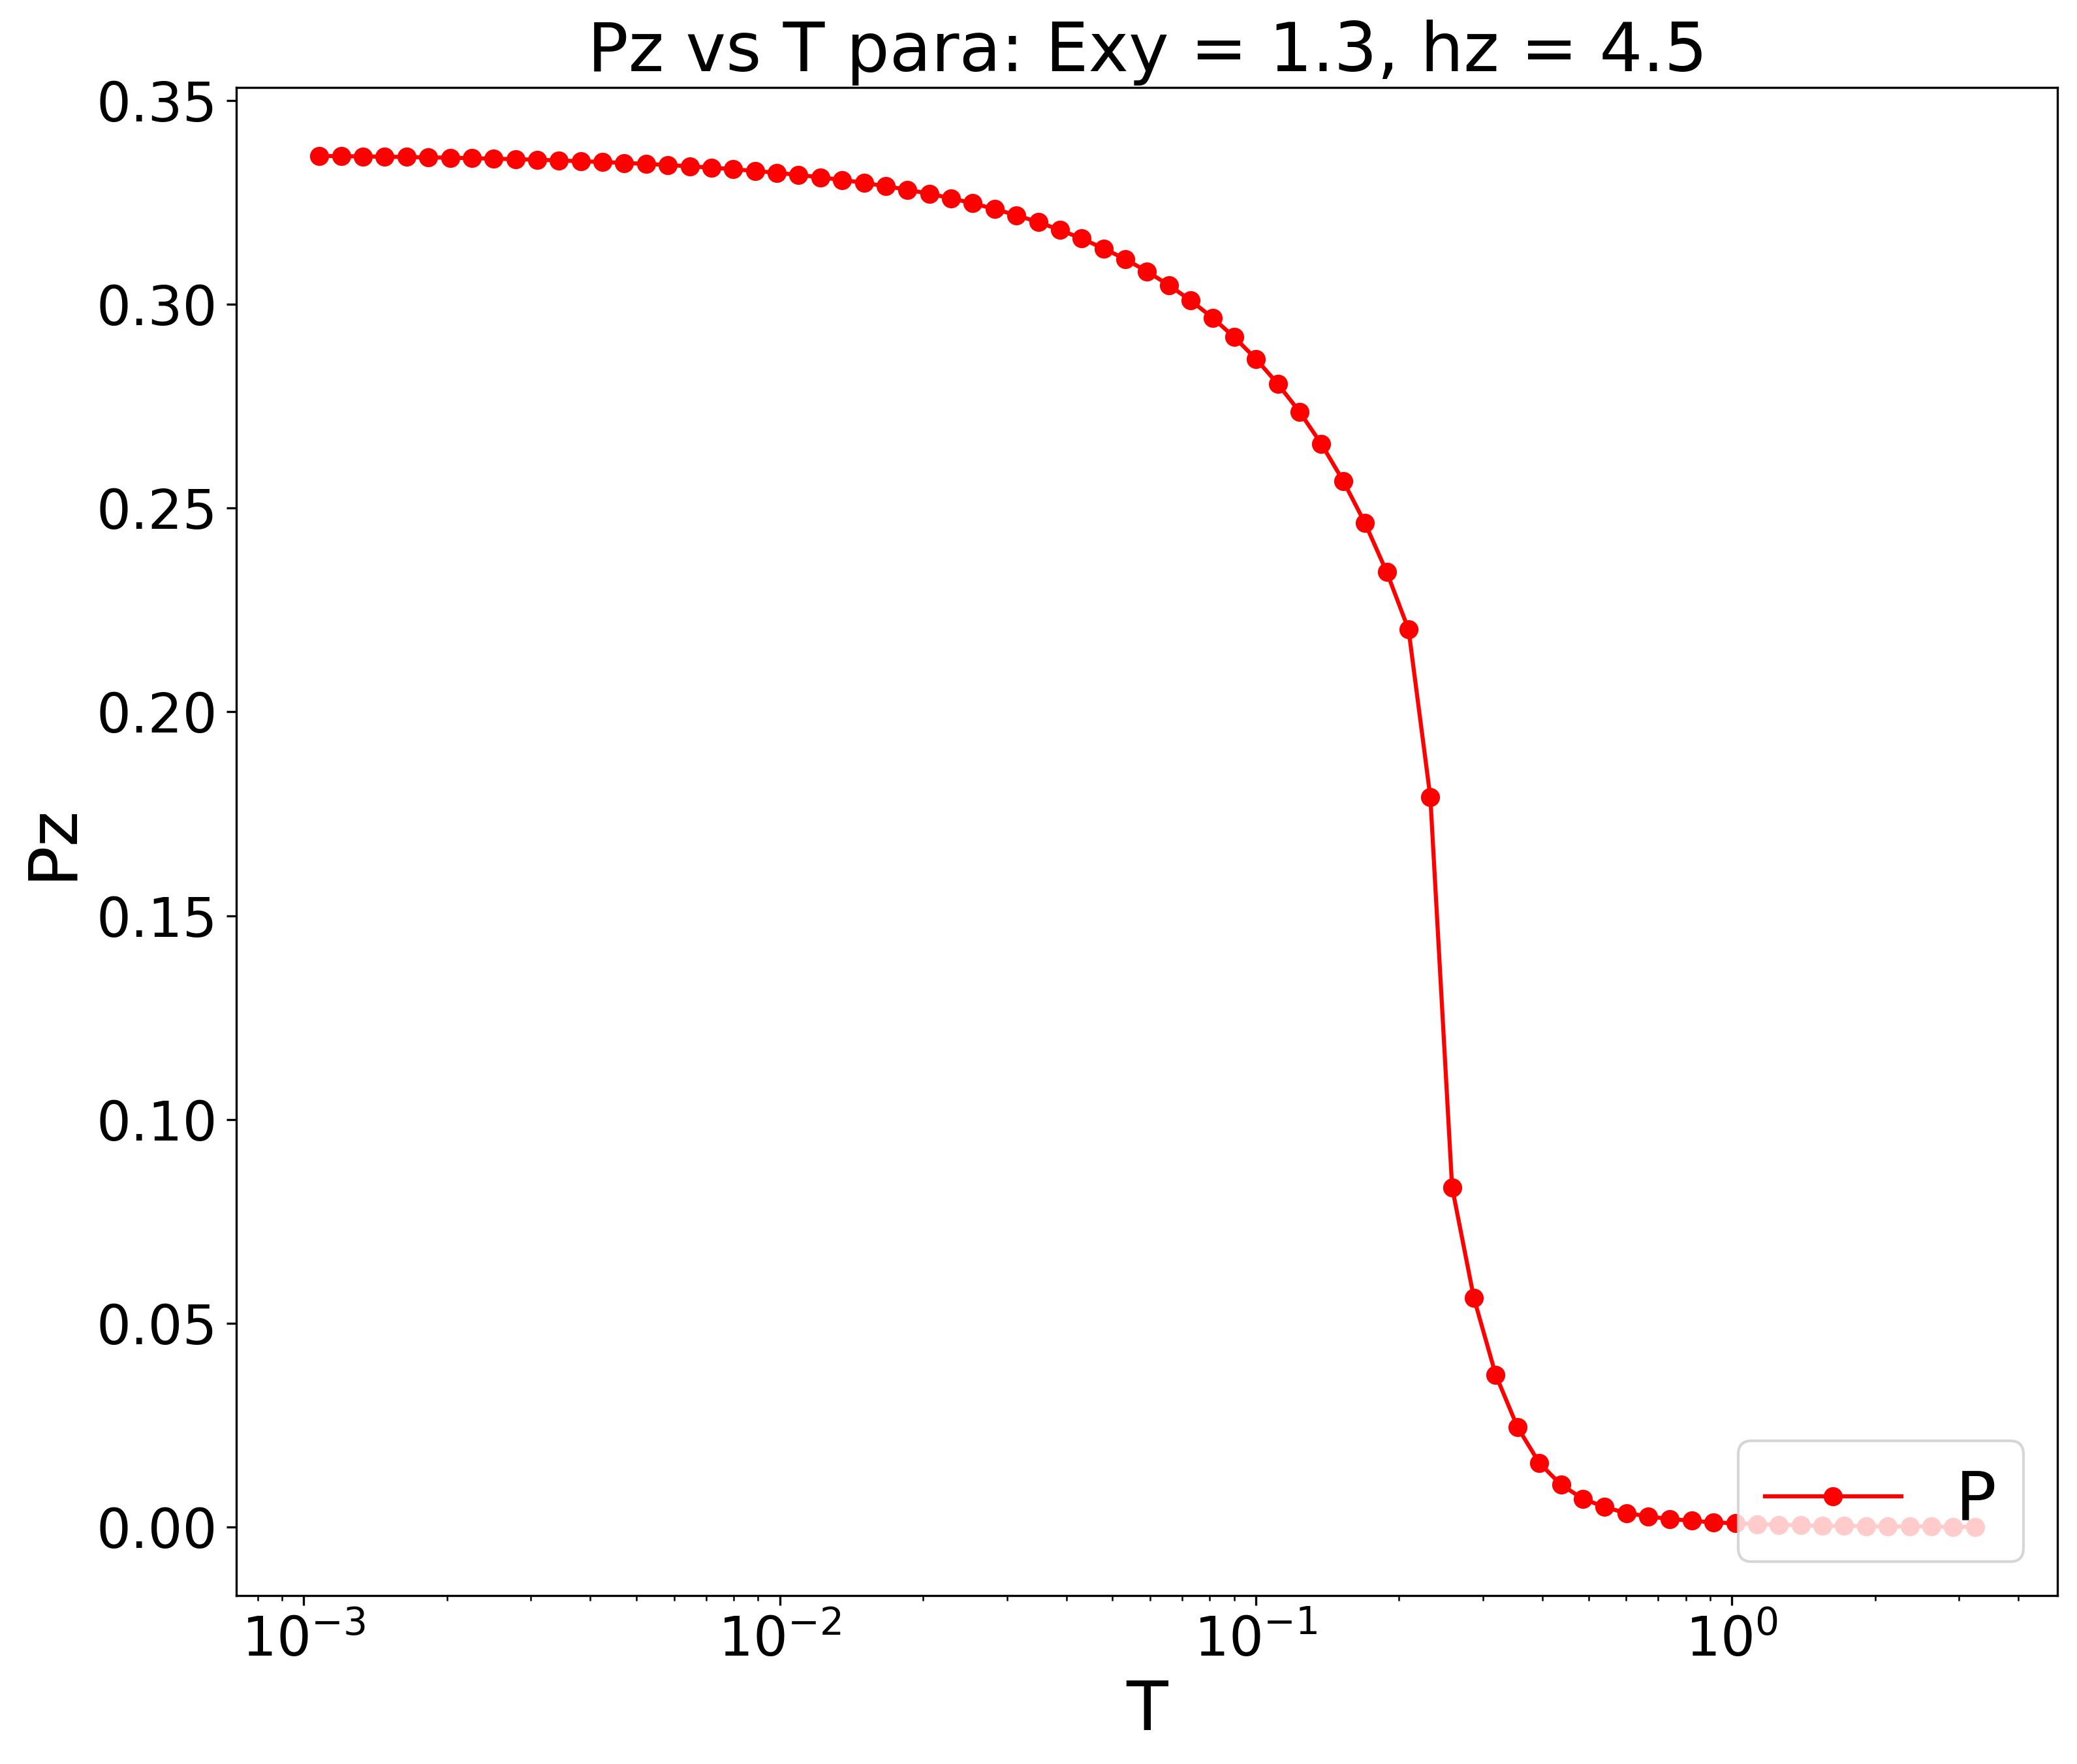 Pz vs T para: Exy = 1.3, hz = 4.5
0.35
0.30
0.25
0.20
0.15
0.10
0.05
0.00
Pz
P
10⁻³ 10⁻² 10⁻¹ 10⁰
T